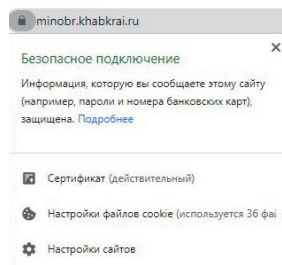 minobr.khabkrai.ru
Безопасное подключение
Информация, которую вы сообщаете этому сайту
(например, пароли и номера банковских карт),
защищена. Подробнее
Сертификат (действительный)
Настройки файлов cookie (используется 36 фай
Настройки сайтов